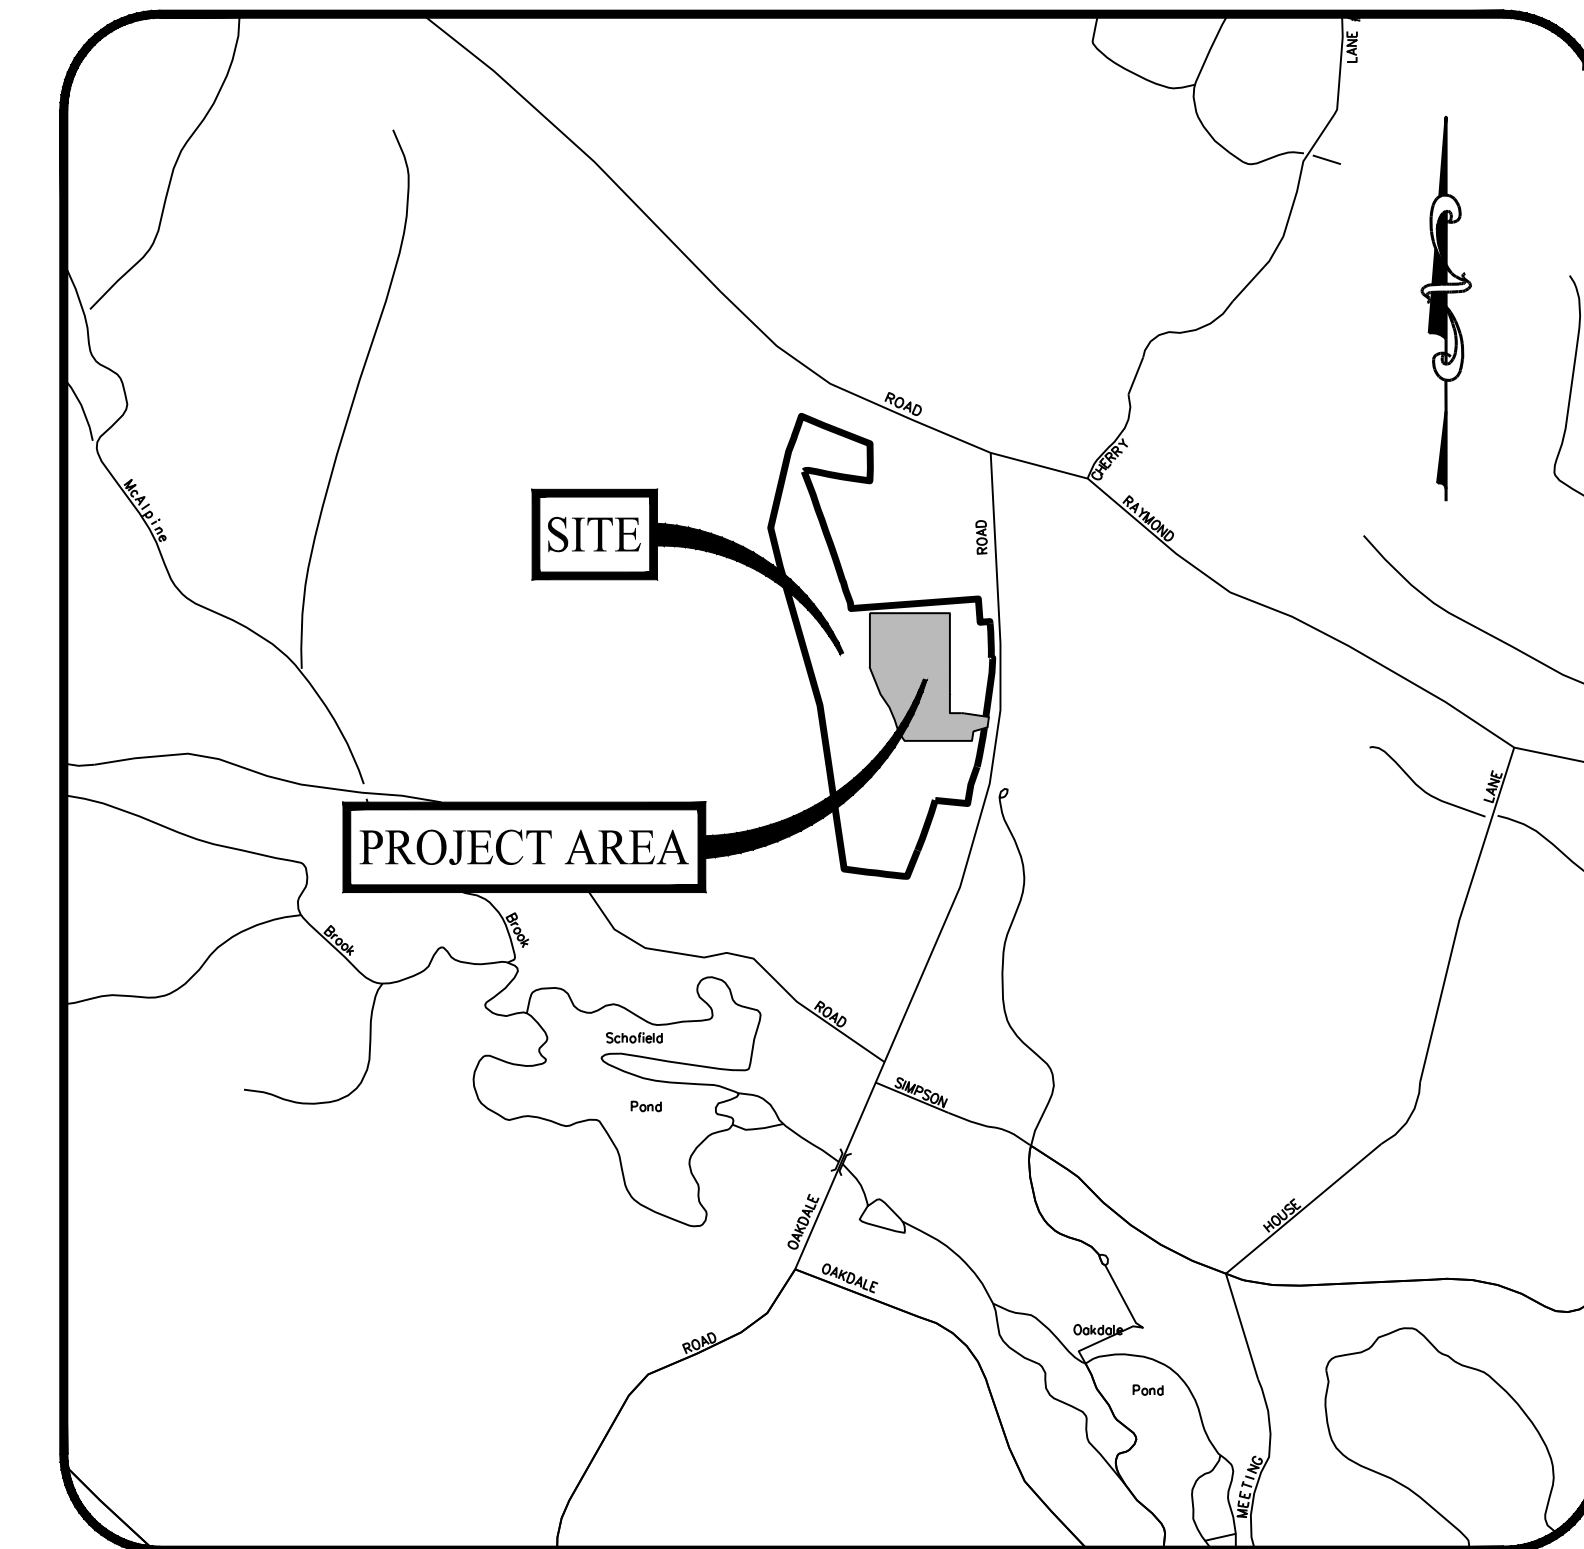 LANE
ROAD
CHERRY
RAYMOND
McAlpine
SITE
ROAD
LANE
PROJECT AREA
Brook
Brook
ROAD
Schofield
SIMPSON
Pond
OAKDALE
HOUSE
OAKDALE
Oakdale
ROAD
Pond
MEETING